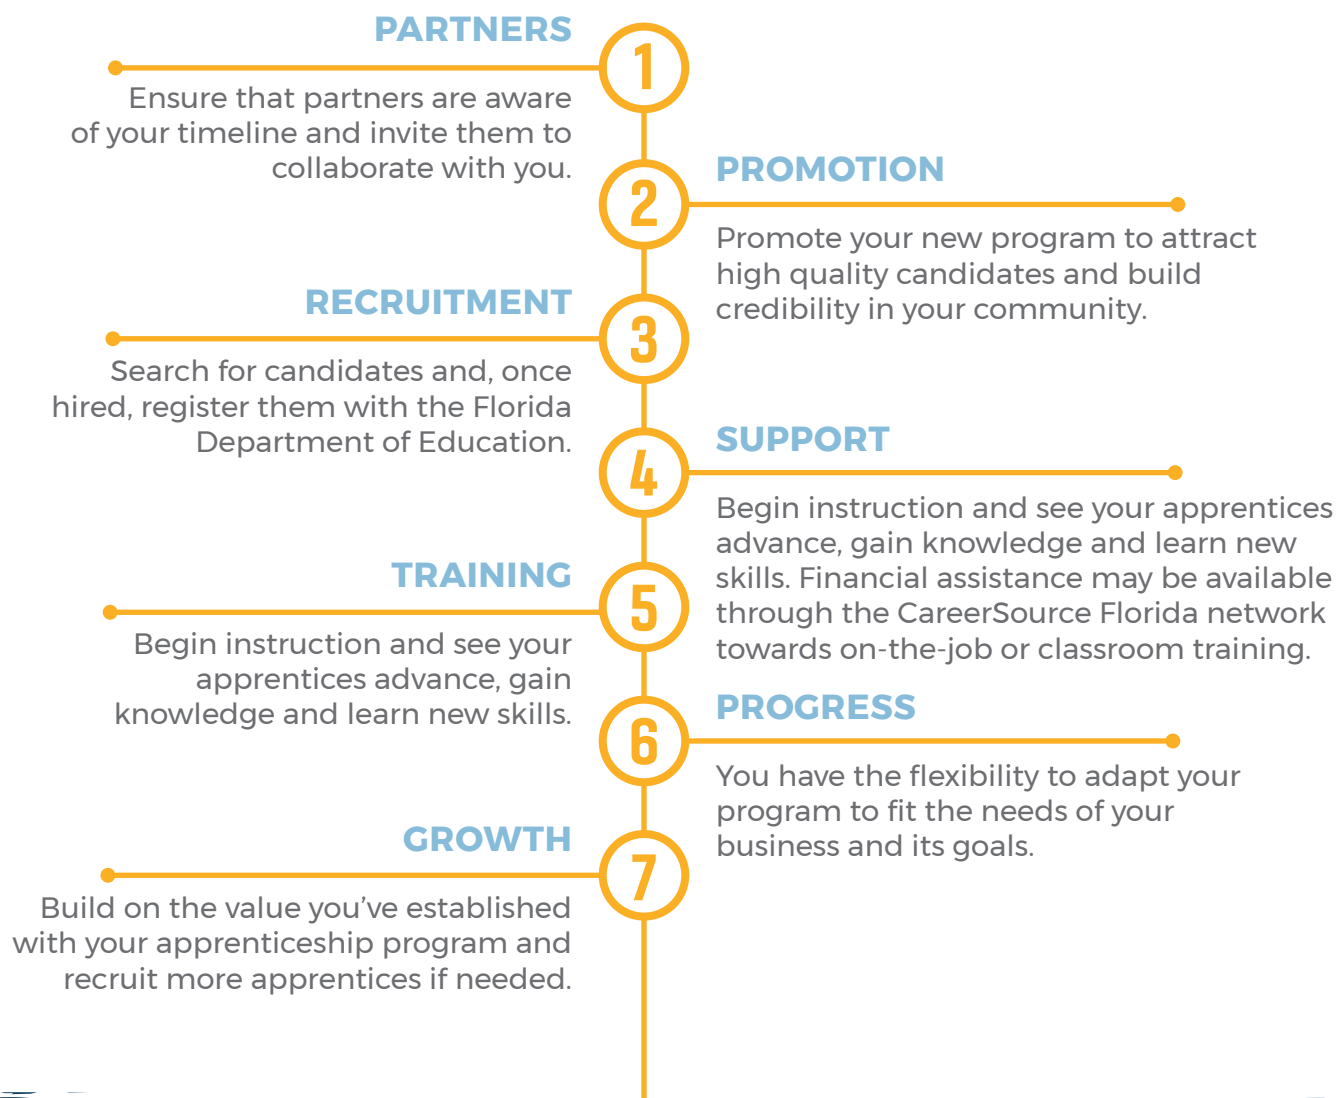 PARTNERS
1
Ensure that partners are aware
of your timeline and invite them to
collaborate with you.
PROMOTION
2
Promote your new program to attract
high quality candidates and build
credibility in your community.
RECRUITMENT
3
Search for candidates and, once
hired, register them with the Florida
Department of Education.
SUPPORT
4
Begin instruction and see your apprentices
advance, gain knowledge and learn new
skills. Financial assistance may be available
through the CareerSource Florida network
towards on-the-job or classroom training.
TRAINING
5
Begin instruction and see your
apprentices advance, gain
knowledge and learn new skills.
PROGRESS
6
You have the flexibility to adapt your
program to fit the needs of your
business and its goals.
GROWTH
7
Build on the value you’ve established
with your apprenticeship program and
recruit more apprentices if needed.